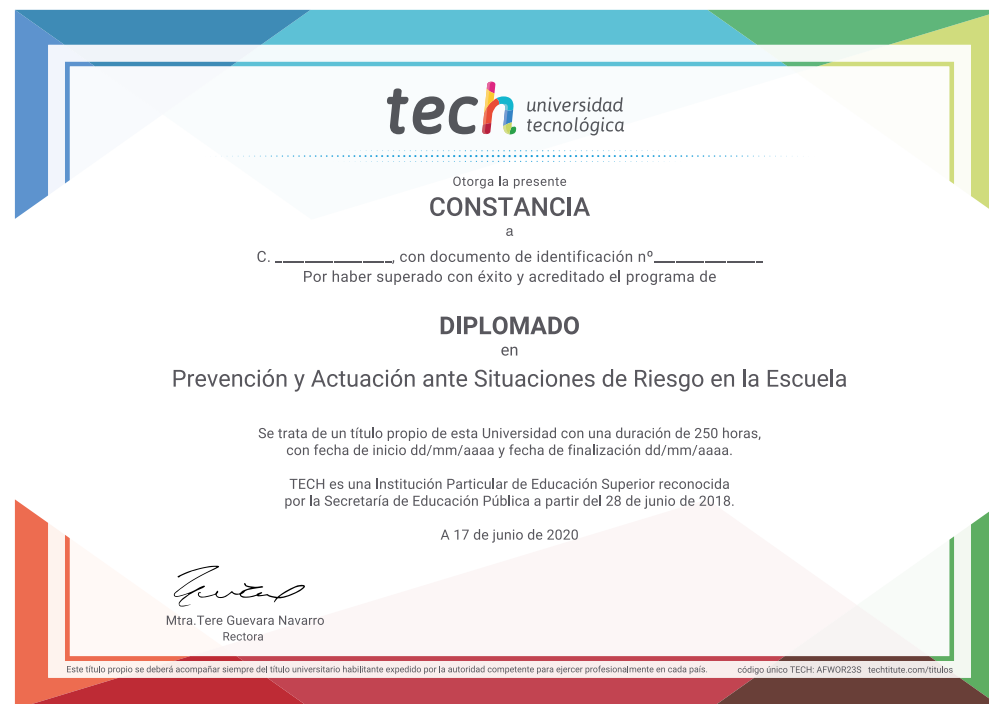 tech universidad
tecnológica
Otorga la presente
CONSTANCIA
a
C. ________________, con documento de identificación nº______________
Por haber superado con éxito y acreditado el programa de
DIPLOMADO
en
Prevención y Actuación ante Situaciones de Riesgo en la Escuela
Se trata de un título propio de esta Universidad con una duración de 250 horas,
con fecha de inicio dd/mm/aaaa y fecha de finalización dd/mm/aaaa.
TECH es una Institución Particular de Educación Superior reconocida
por la Secretaría de Educación Pública a partir del 28 de junio de 2018.
A 17 de junio de 2020
Mtra.Tere Guevara Navarro
Rectora
Este título propio se deberá acompañar siempre del título universitario habilitante expedido por la autoridad competente para ejercer profesionalmente en cada país. código único TECH: AFWOR23S techtitute.com/titulos